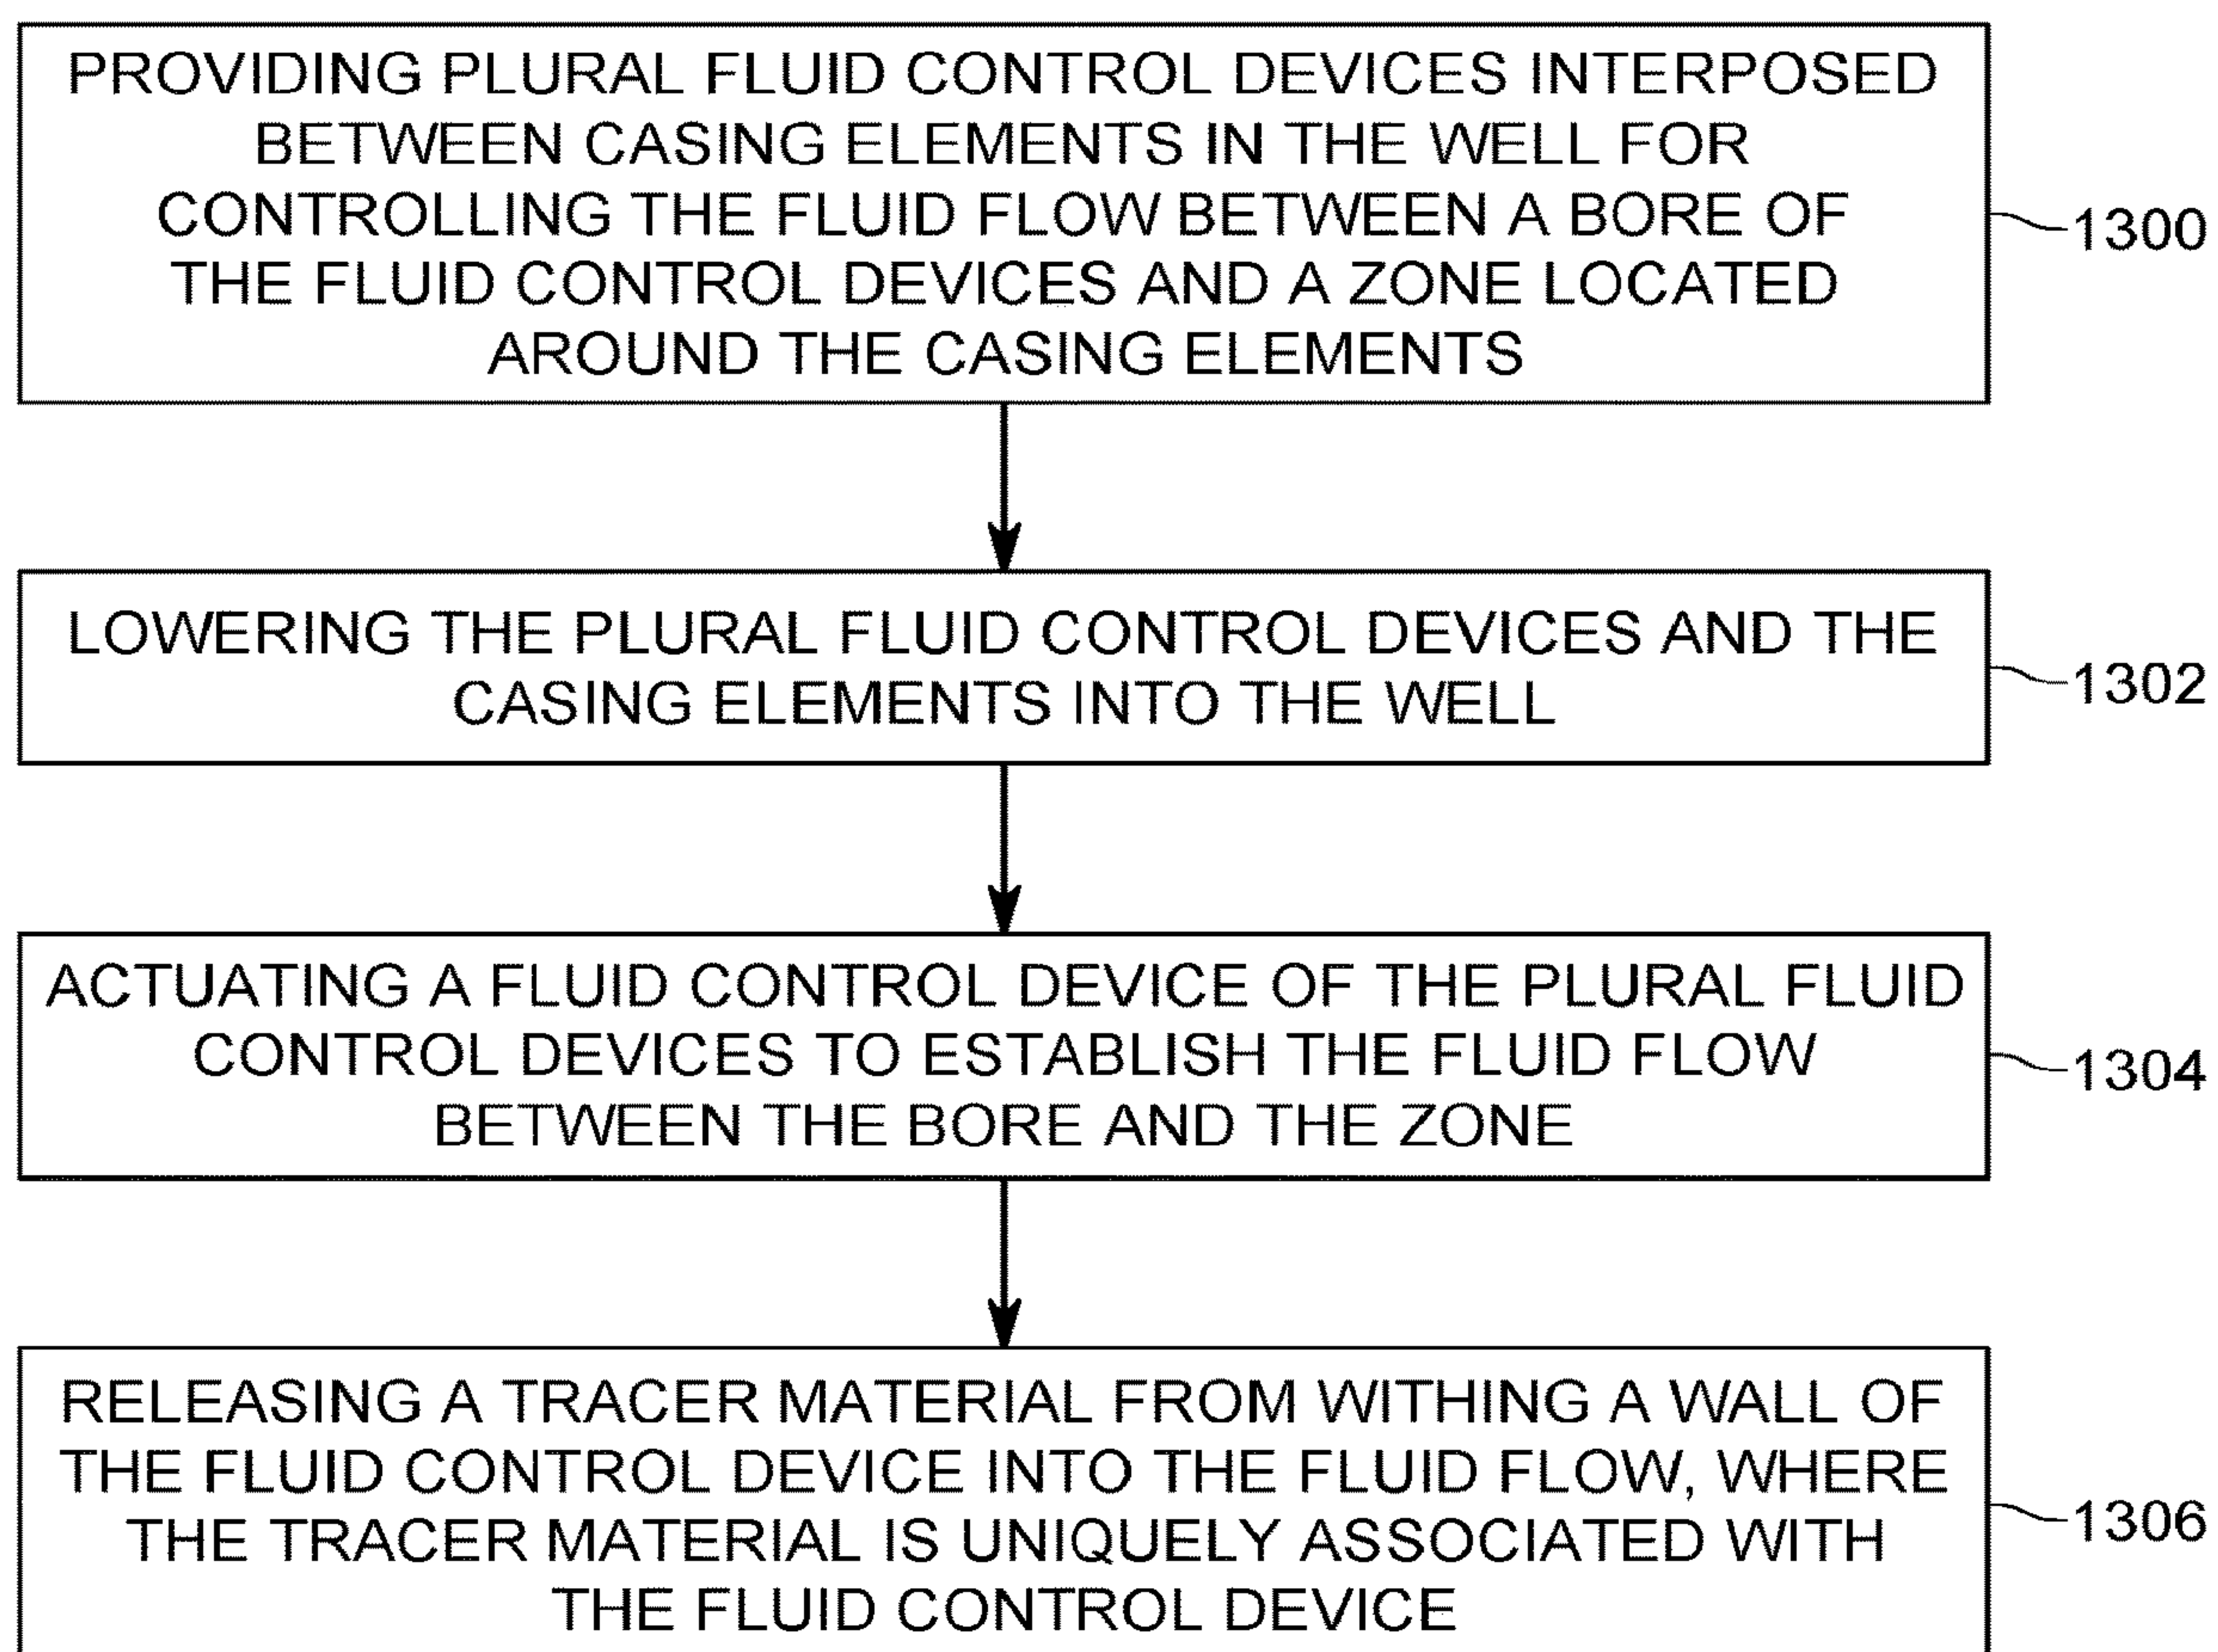 PROVIDING PLURAL FLUID CONTROL DEVICES INTERPOSED
BETWEEN CASING ELEMENTS IN THE WELL FOR
CONTROLLING THE FLUID FLOW BETWEEN A BORE OF
THE FLUID CONTROL DEVICES AND A ZONE LOCATED
AROUND THE CASING ELEMENTS
1300
LOWERING THE PLURAL FLUID CONTROL DEVICES AND THE
CASING ELEMENTS INTO THE WELL
1302
ACTUATING A FLUID CONTROL DEVICE OF THE PLURAL FLUID
CONTROL DEVICES TO ESTABLISH THE FLUID FLOW
BETWEEN THE BORE AND THE ZONE
1304
RELEASING A TRACER MATERIAL FROM WITHING A WALL OF
THE FLUID CONTROL DEVICE INTO THE FLUID FLOW, WHERE
THE TRACER MATERIAL IS UNIQUELY ASSOCIATED WITH
THE FLUID CONTROL DEVICE
1306